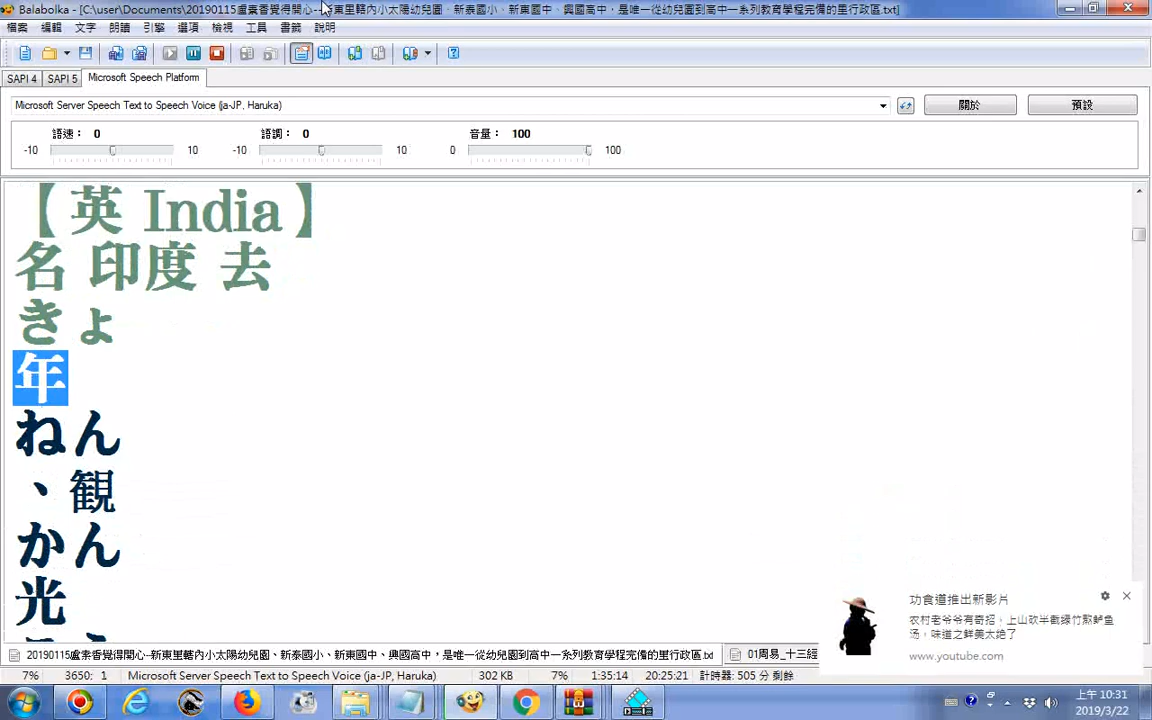 Balabolka - [C:\user\Documents\20190115盧素香覺得開心--新東里轄內小太陽幼兒園、新泰國小、新東國中、興國高中，是唯一從幼兒園到高中一系列教育學程完備的里行政區.txt]
檔案 編輯 文字 朗讀 引擎 選項 檢視 工具 書籤 說明
SAPI 4 SAPI 5 Microsoft Speech Platform
Microsoft Server Speech Text to Speech Voice (ja-JP, Haruka) 關於 預設
語速： 0 語調： 0 音量： 100
-10 10 -10 10 0 100
【英 India】
名 印度 去
きょ
年
ねん
、観
かん
光
功食道推出新影片
农村老爷爷有奇招，上山砍半截绿竹熬鲈鱼
汤，味道之鲜美太绝了
www.youtube.com
20190115盧素香覺得開心--新東里轄內小太陽幼兒園、新泰國小、新東國中、興國高中，是唯一從幼兒園到高中一系列教育學程完備的里行政區.txt 01周易_十三經
7% 3650: 1 Microsoft Server Speech Text to Speech Voice (ja-JP, Haruka) 302 KB 7% 1:35:14 20:25:21 計時器：505 分 剩餘
上午 10:31
2019/3/22